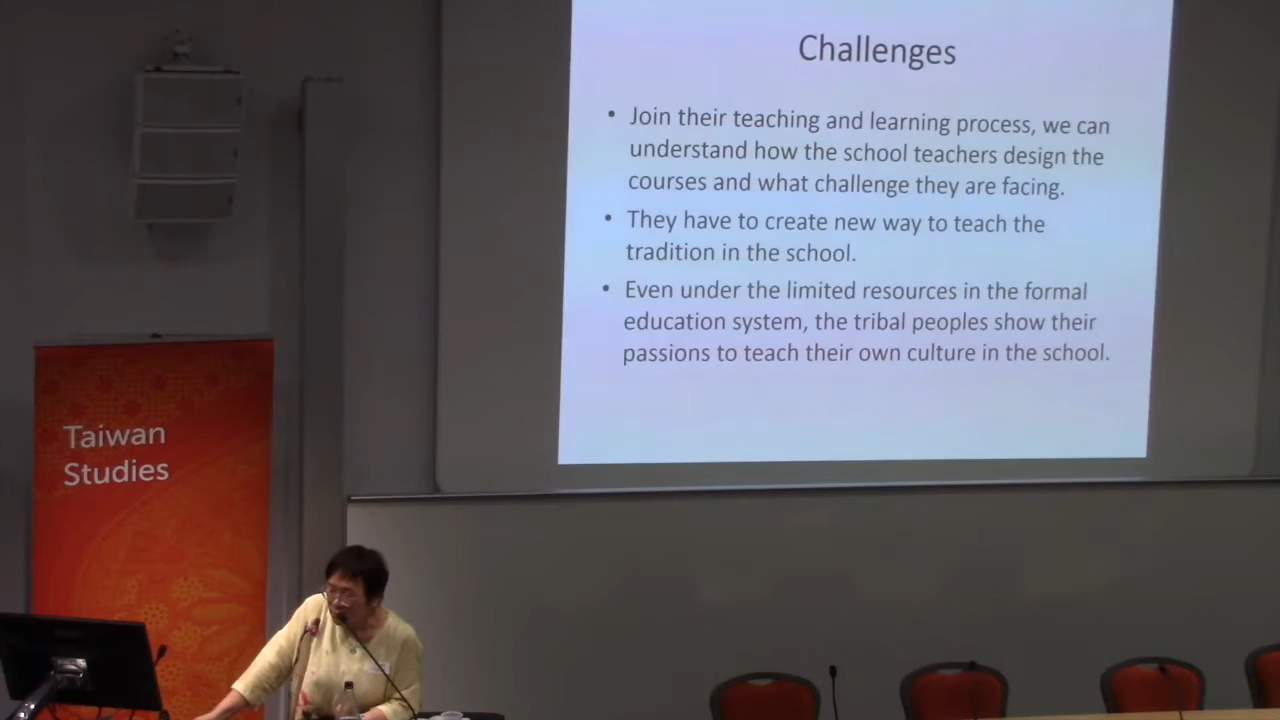 Challenges
• Join their teaching and learning process, we can
understand how the school teachers design the
courses and what challenge they are facing.
• They have to create new way to teach the
tradition in the school.
• Even under the limited resources in the formal
education system, the tribal peoples show their
passions to teach their own culture in the school.
Taiwan
Studies